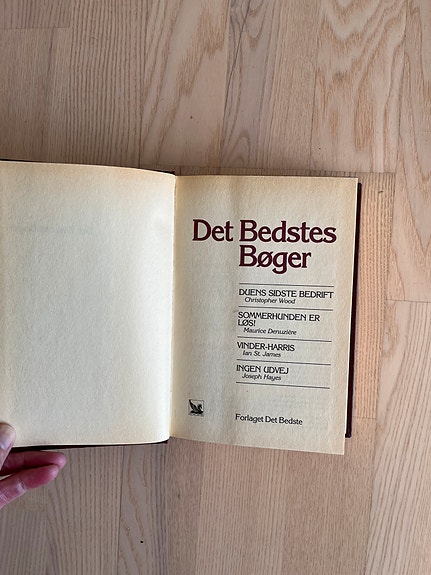 Det Bedstes
Bøger
DUENS SIDSTE BEDRIFT
Christopher Wood
SOMMERHUNDEN ER
LØS!
Maurice Denuzière
VINDER-HARRIS
Ian St. James
INGEN UDVEJ
Joseph Hayes
Forlaget Det Bedste